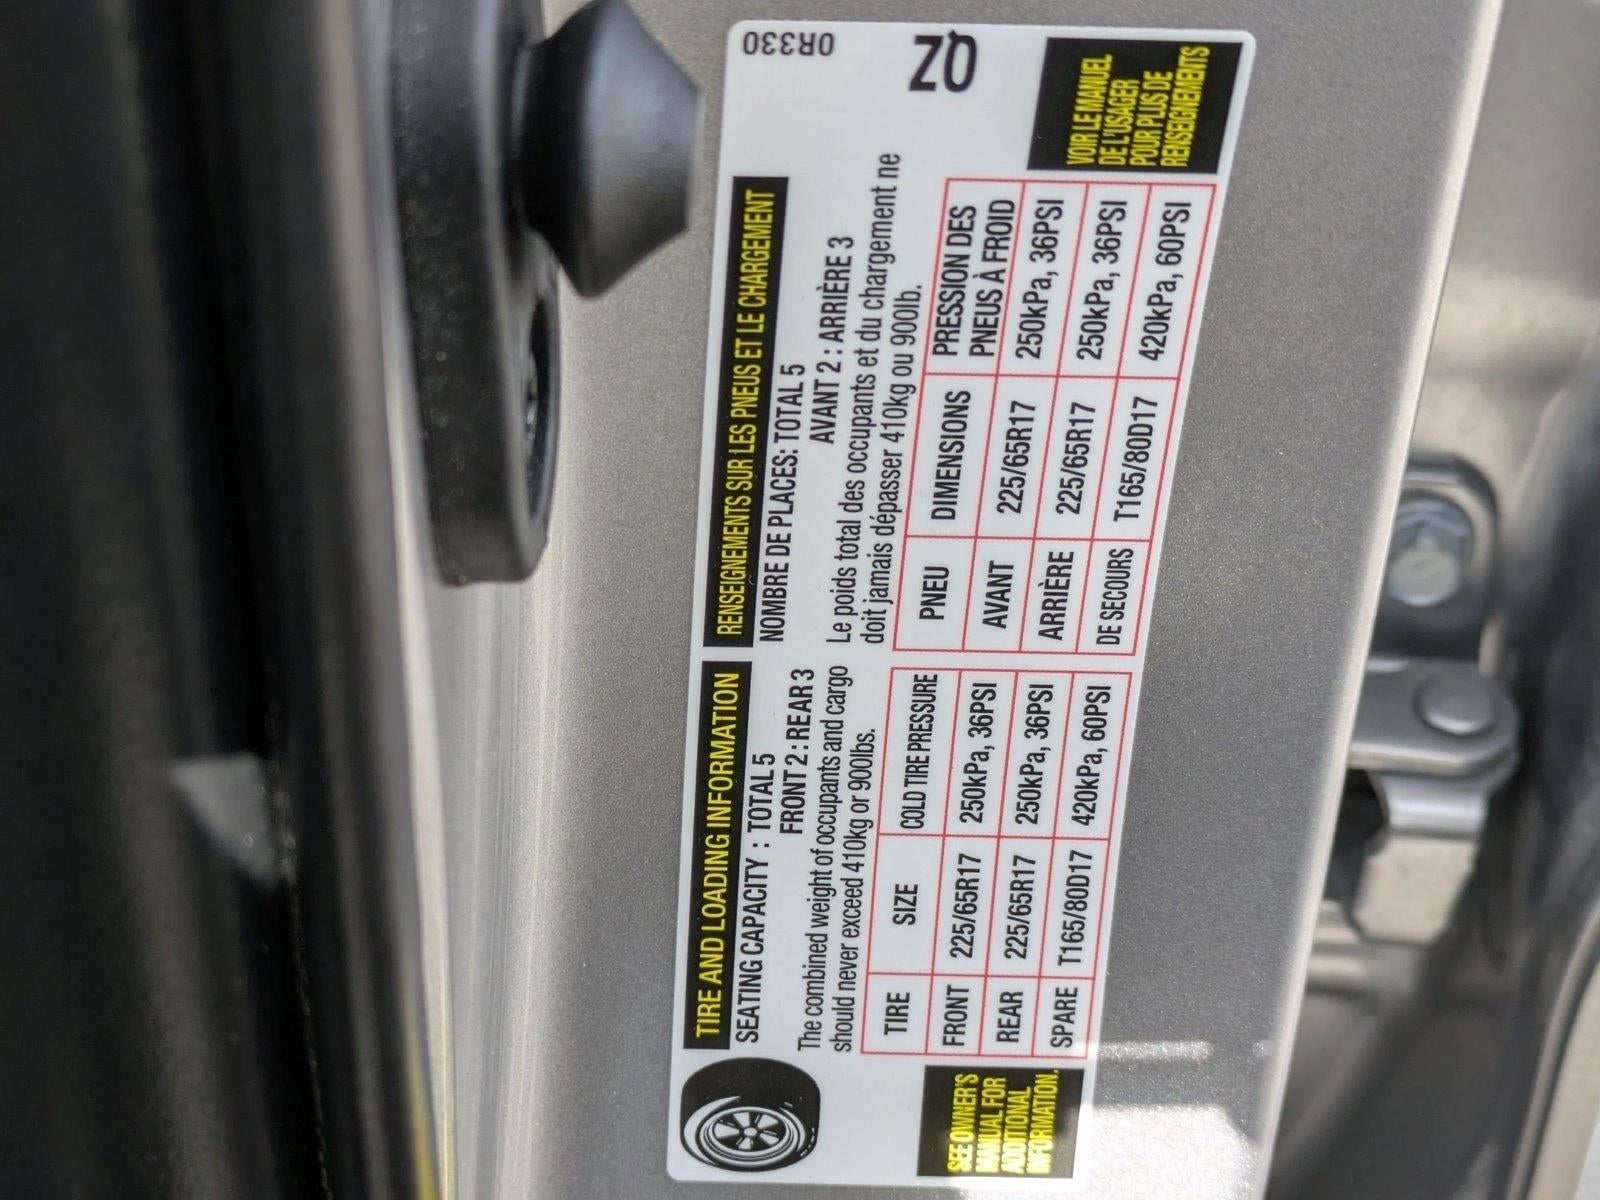 TIRE AND LOADING INFORMATION
SEATING CAPACITY : TOTAL 5
FRONT 2 : REAR 3
The combined weight of occupants and cargo
should never exceed 410kg or 900lbs.
TIRE SIZE COLD TIRE PRESSURE
FRONT 225/65R17 250kPa, 36PSI
REAR 225/65R17 250kPa, 36PSI
SPARE T165/80D17 420kPa, 60PSI
SEE OWNER'S
MANUAL FOR
ADDITIONAL
INFORMATION.
RENSEIGNEMENTS SUR LES PNEUS ET LE CHARGEMENT
NOMBRE DE PLACES: TOTAL 5
AVANT 2 : ARRIÈRE 3
Le poids total des occupants et du chargement ne
doit jamais dépasser 410kg ou 900lb.
PNEU DIMENSIONS PRESSION DES
PNEUS À FROID
AVANT 225/65R17 250kPa, 36PSI
ARRIÈRE 225/65R17 250kPa, 36PSI
DE SECOURS T165/80D17 420kPa, 60PSI
0R330
QZ
VOIR LE MANUEL
DE L'USAGER
POUR PLUS DE
RENSEIGNEMENTS